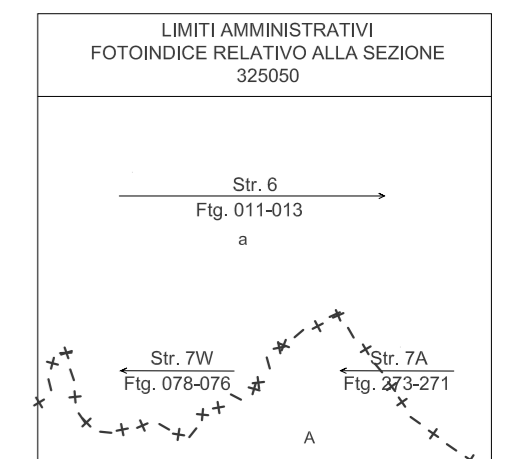 LIMITI AMMINISTRATIVI
FOTOINDICE RELATIVO ALLA SEZIONE
325050
Str. 6
Ftg. 011-013
a
Str. 7W
Ftg. 078-076
Str. 7A
Ftg. 273-271
A